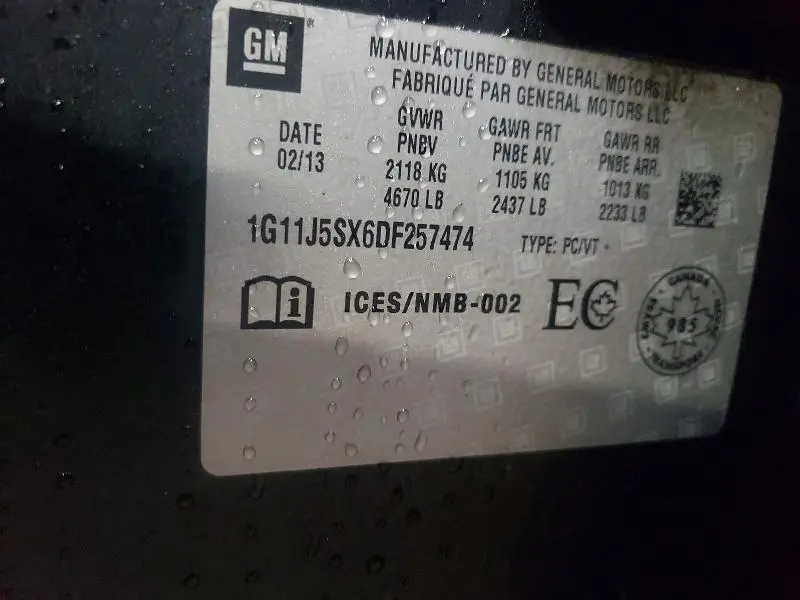 GM
MANUFACTURED BY GENERAL MOTORS LLC
FABRIQUÉ PAR GENERAL MOTORS LLC
DATE
02/13
GVWR
PNBV
2118 KG
4670 LB
GAWR FRT
PNBE AV.
1105 KG
2437 LB
GAWR RR
PNBE ARR.
1013 KG
2233 LB
1G11J5SX6DF257474
TYPE: PC/VT
i
ICES/NMB-002
EC
CANADA
985
TRANSPORT